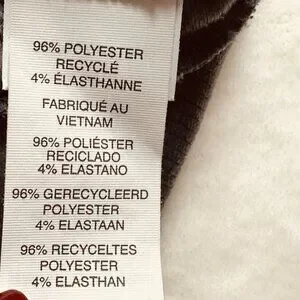 96% POLYESTER
RECYCLÉ
4% ÉLASTHANNE
FABRIQUÉ AU
VIETNAM
96% POLIÉSTER
RECICLADO
4% ELASTANO
96% GERECYCLEERD
POLYESTER
4% ELASTAAN
96% RECYCELTES
POLYESTER
4% ELASTHAN